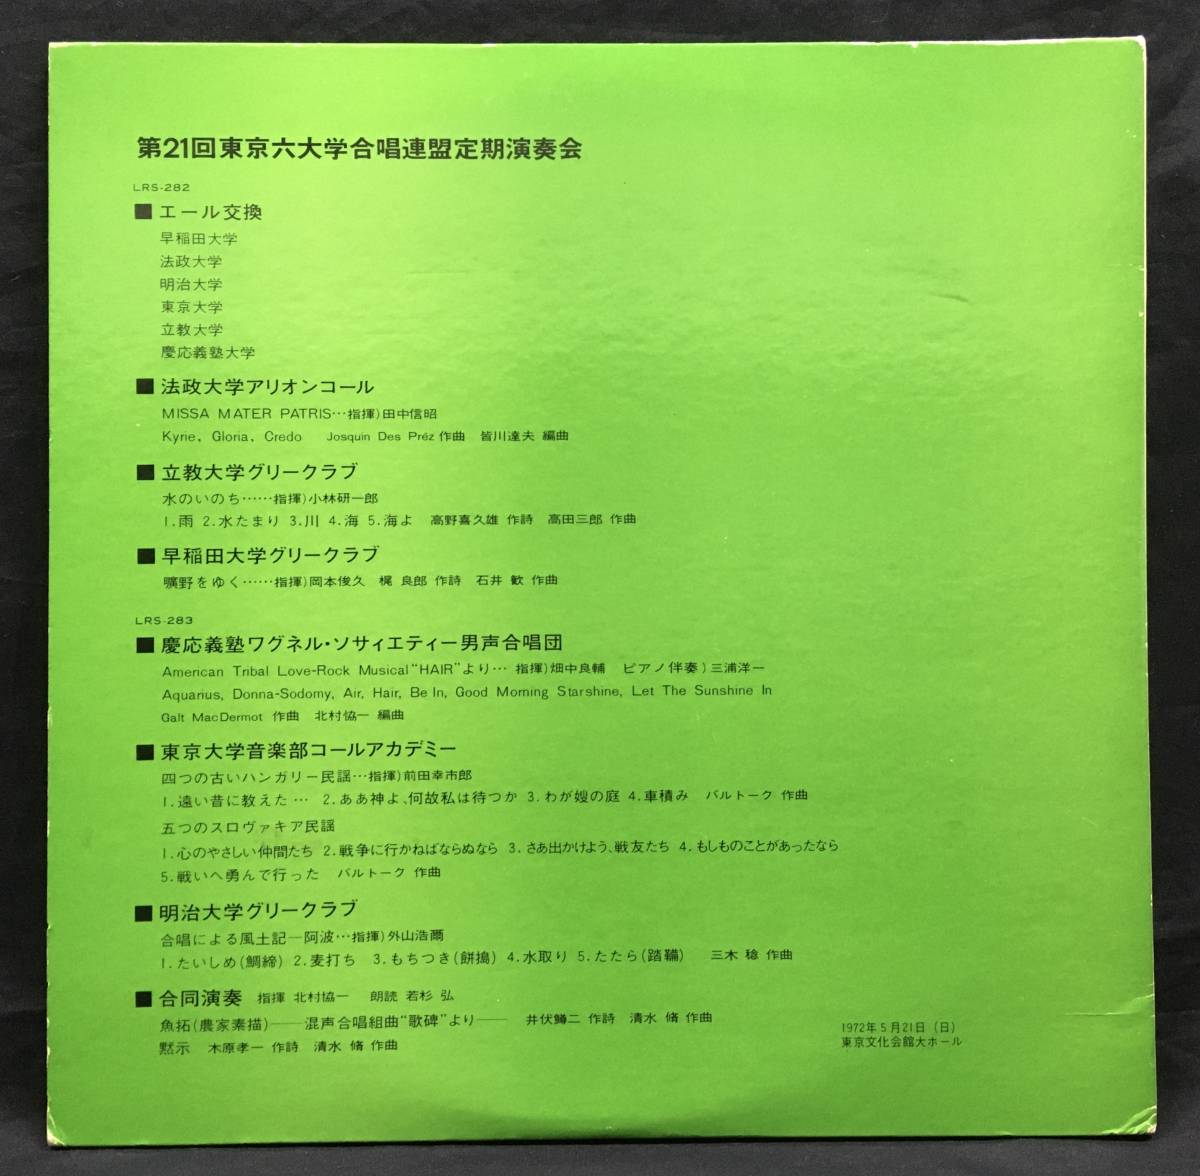 第21回東京六大学合唱連盟定期演奏会
LRS-282
■エール交換
早稲田大学
法政大学
明治大学
東京大学
立教大学
慶応義塾大学
■法政大学アリオンコール
MISSA MATER PATRIS…指揮)田中信昭
Kyrie、Gloria、Credo Josquin Des Préz 作曲 皆川達夫 編曲
■立教大学グリークラブ
水のいのち……指揮)小林研一郎
1.雨 2.水たまり 3.川 4.海 5.海よ 高野喜久雄 作詩 高田三郎 作曲
■早稲田大学グリークラブ
曠野をゆく……指揮)岡本俊久 梶 良郎 作詩 石井 歓 作曲
LRS-283
■慶応義塾ワグネル・ソサィエティー男声合唱団
American Tribal Love-Rock Musical “HAIR”より… 指揮)畑中良輔 ピアノ伴奏)三浦洋一
Aquarius, Donna-Sodomy, Air, Hair, Be In, Good Morning Starshine, Let The Sunshine In
Galt MacDermot 作曲 北村協一 編曲
■東京大学音楽部コールアカデミー
四つの古いハンガリー民謡…指揮)前田幸市郎
1.遠い昔に教えた… 2.ああ神よ、何故私は待つか 3.わが嫂の庭 4.車積み バルトーク 作曲
五つのスロヴァキア民謡
1.心のやさしい仲間たち 2.戦争に行かねばならぬなら 3.さあ出かけよう、戦友たち 4.もしものことがあったなら
5.戦いへ勇んで行った バルトーク 作曲
■明治大学グリークラブ
合唱による風土記―阿波…指揮)外山浩爾
1.たいしめ(鯛締) 2.麦打ち 3.もちつき(餅搗) 4.水取り 5.たたら(踏鞴) 三木 稔 作曲
■合同演奏 指揮 北村協一 朗読 若杉 弘
魚拓(農家素描)――混声合唱組曲“歌碑”より―― 井伏鱒二 作詩 清水 脩 作曲
黙示 木原孝一 作詩 清水 脩 作曲
1972年5月21日(日)
東京文化会館大ホール